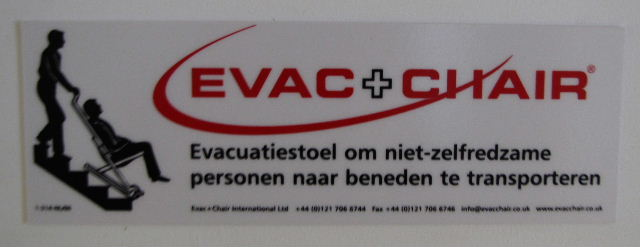 EVAC+CHAIR®
Evacuatiestoel om niet-zelfredzame
personen naar beneden te transporteren
Evac+Chair International Ltd +44 (0)121 706 6744 Fax +44 (0)121 706 6746 info@evacchair.co.uk www.evacchair.co.uk